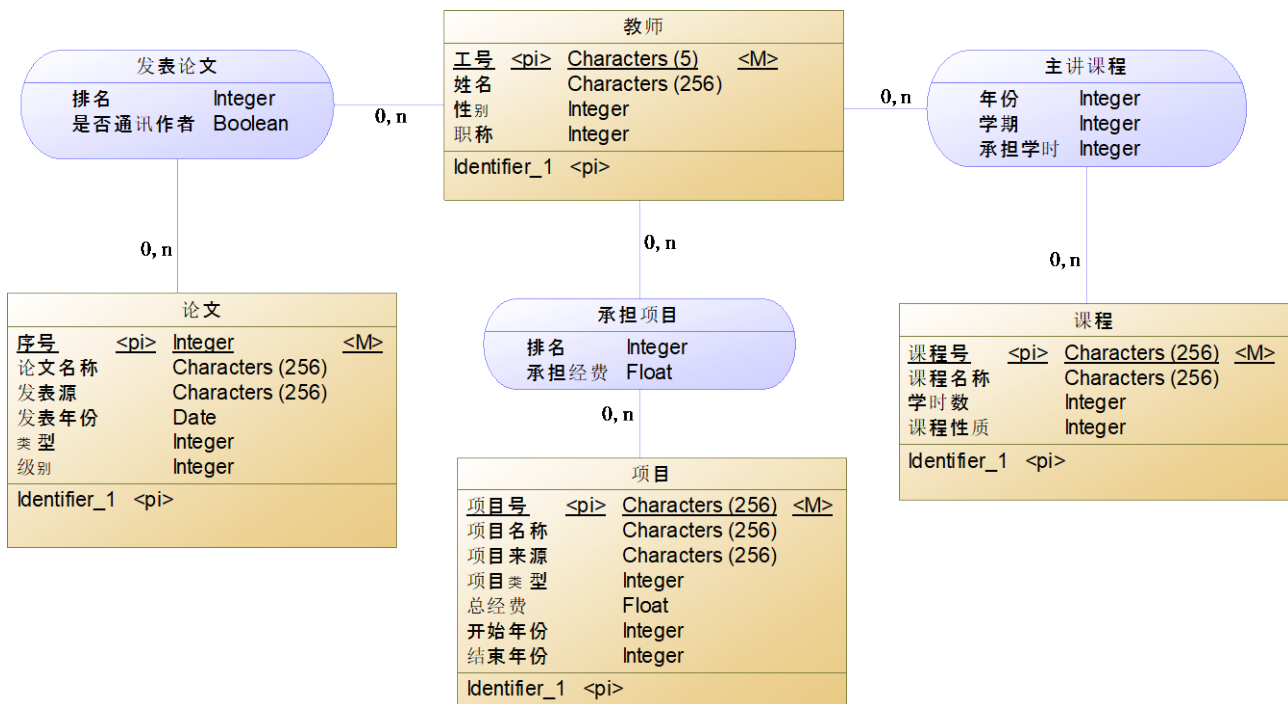 教师
工号 <pi> Characters (5) <M>
姓名 Characters (256)
性别 Integer
职称 Integer
Identifier_1 <pi>
发表论文
排名 Integer
是否通讯作者 Boolean
0, n
0, n
主讲课程
年份 Integer
学期 Integer
承担学时 Integer
0, n
0, n
0, n
论文
序号 <pi> Integer <M>
论文名称 Characters (256)
发表源 Characters (256)
发表年份 Date
类型 Integer
级别 Integer
Identifier_1 <pi>
承担项目
排名 Integer
承担经费 Float
0, n
课程
课程号 <pi> Characters (256) <M>
课程名称 Characters (256)
学时数 Integer
课程性质 Integer
Identifier_1 <pi>
项目
项目号 <pi> Characters (256) <M>
项目名称 Characters (256)
项目来源 Characters (256)
项目类型 Integer
总经费 Float
开始年份 Integer
结束年份 Integer
Identifier_1 <pi>